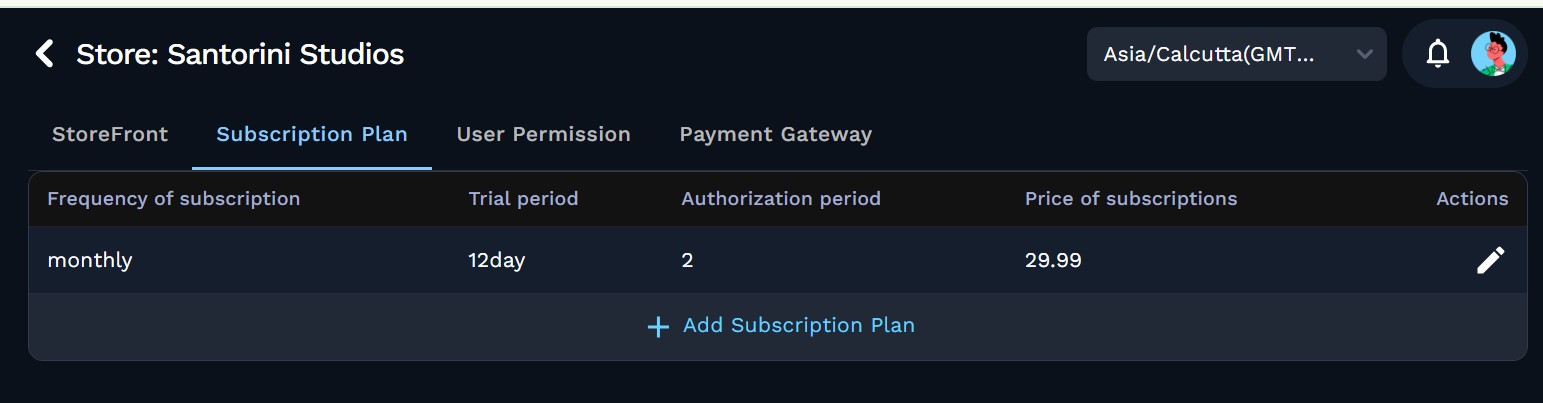 Store: Santorini Studios
Asia/Calcutta(GMT...
StoreFront Subscription Plan User Permission Payment Gateway
Frequency of subscription Trial period Authorization period Price of subscriptions Actions
monthly 12day 2 29.99
Add Subscription Plan